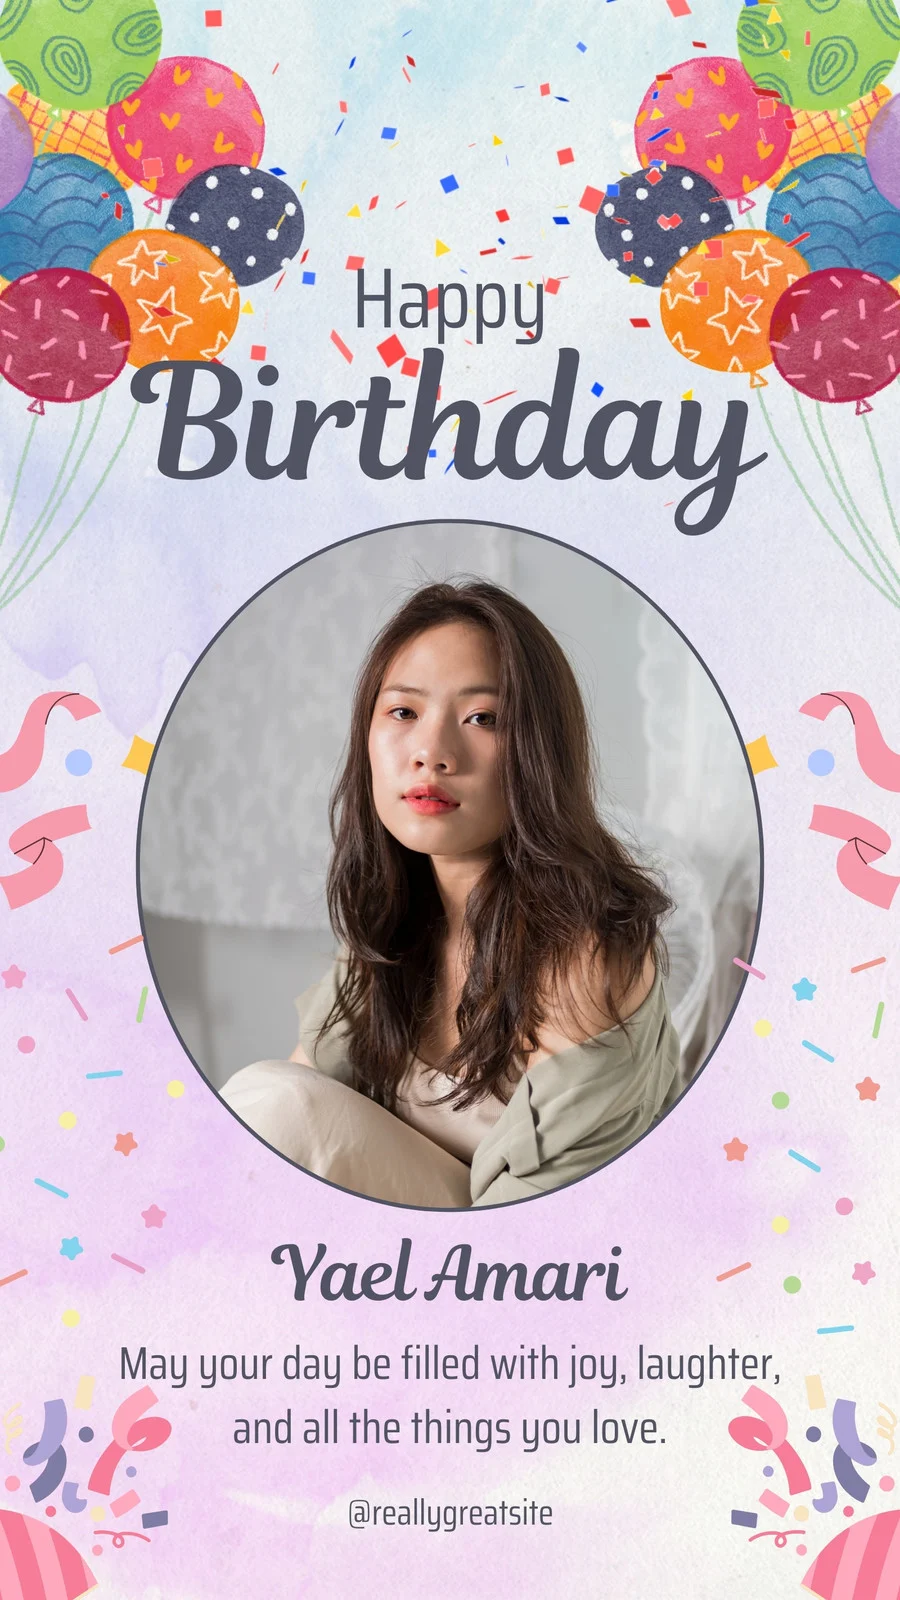 Happy
Birthday
Yael Amari
May your day be filled with joy, laughter,
and all the things you love.
@reallygreatsite